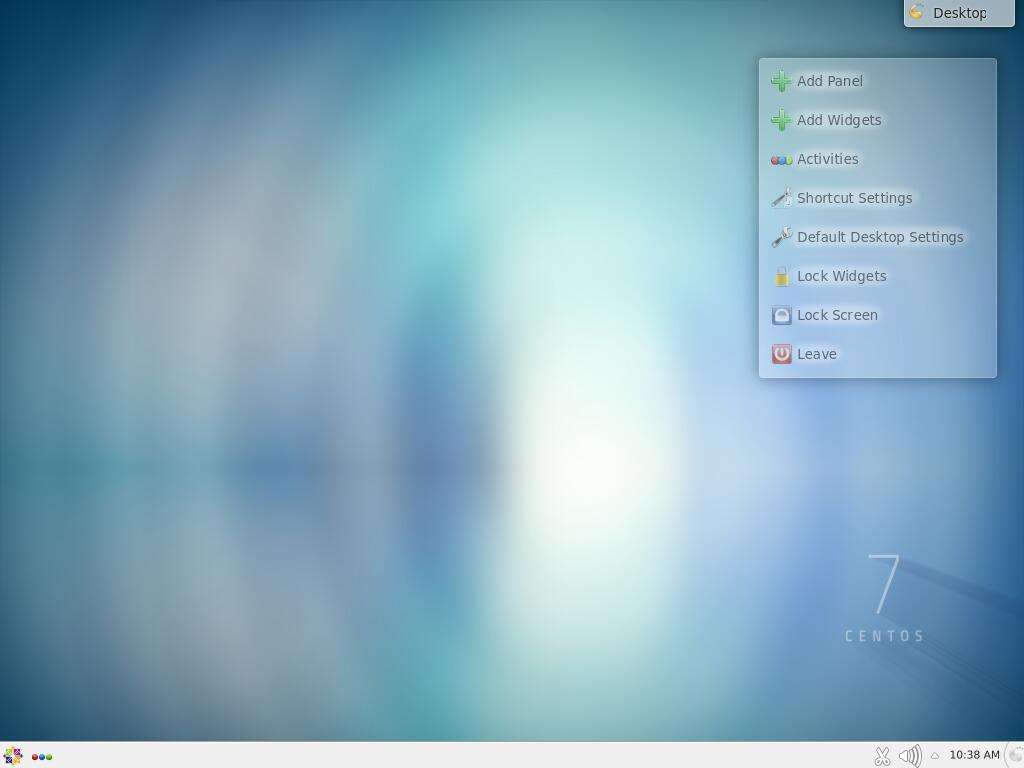 Desktop
Add Panel
Add Widgets
Activities
Shortcut Settings
Default Desktop Settings
Lock Widgets
Lock Screen
Leave
7
CENTOS
10:38 AM